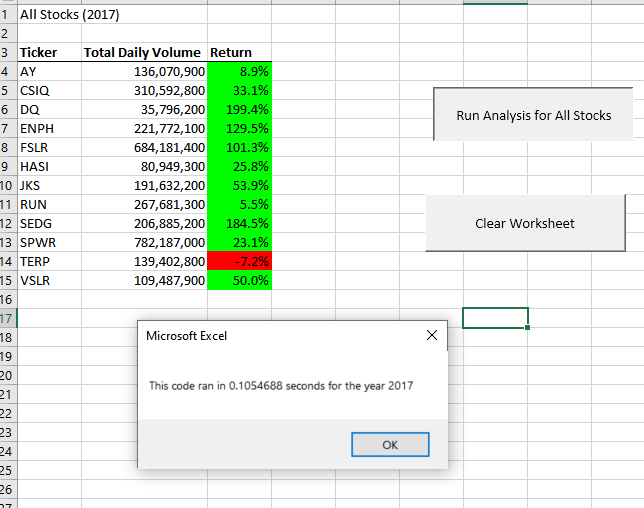 1 All Stocks (2017)
2
3 Ticker Total Daily Volume Return
4 AY 136,070,900 8.9%
5 CSIQ 310,592,800 33.1%
6 DQ 35,796,200 199.4%
7 ENPH 221,772,100 129.5%
8 FSLR 684,181,400 101.3%
9 HASI 80,949,300 25.8%
10 JKS 191,632,200 53.9%
11 RUN 267,681,300 5.5%
12 SEDG 206,885,200 184.5%
13 SPWR 782,187,000 23.1%
14 TERP 139,402,800 -7.2%
15 VSLR 109,487,900 50.0%
Run Analysis for All Stocks
Clear Worksheet
16
17
18
19
20
21
22
23
24
25
26
27
Microsoft Excel
This code ran in 0.1054688 seconds for the year 2017
OK